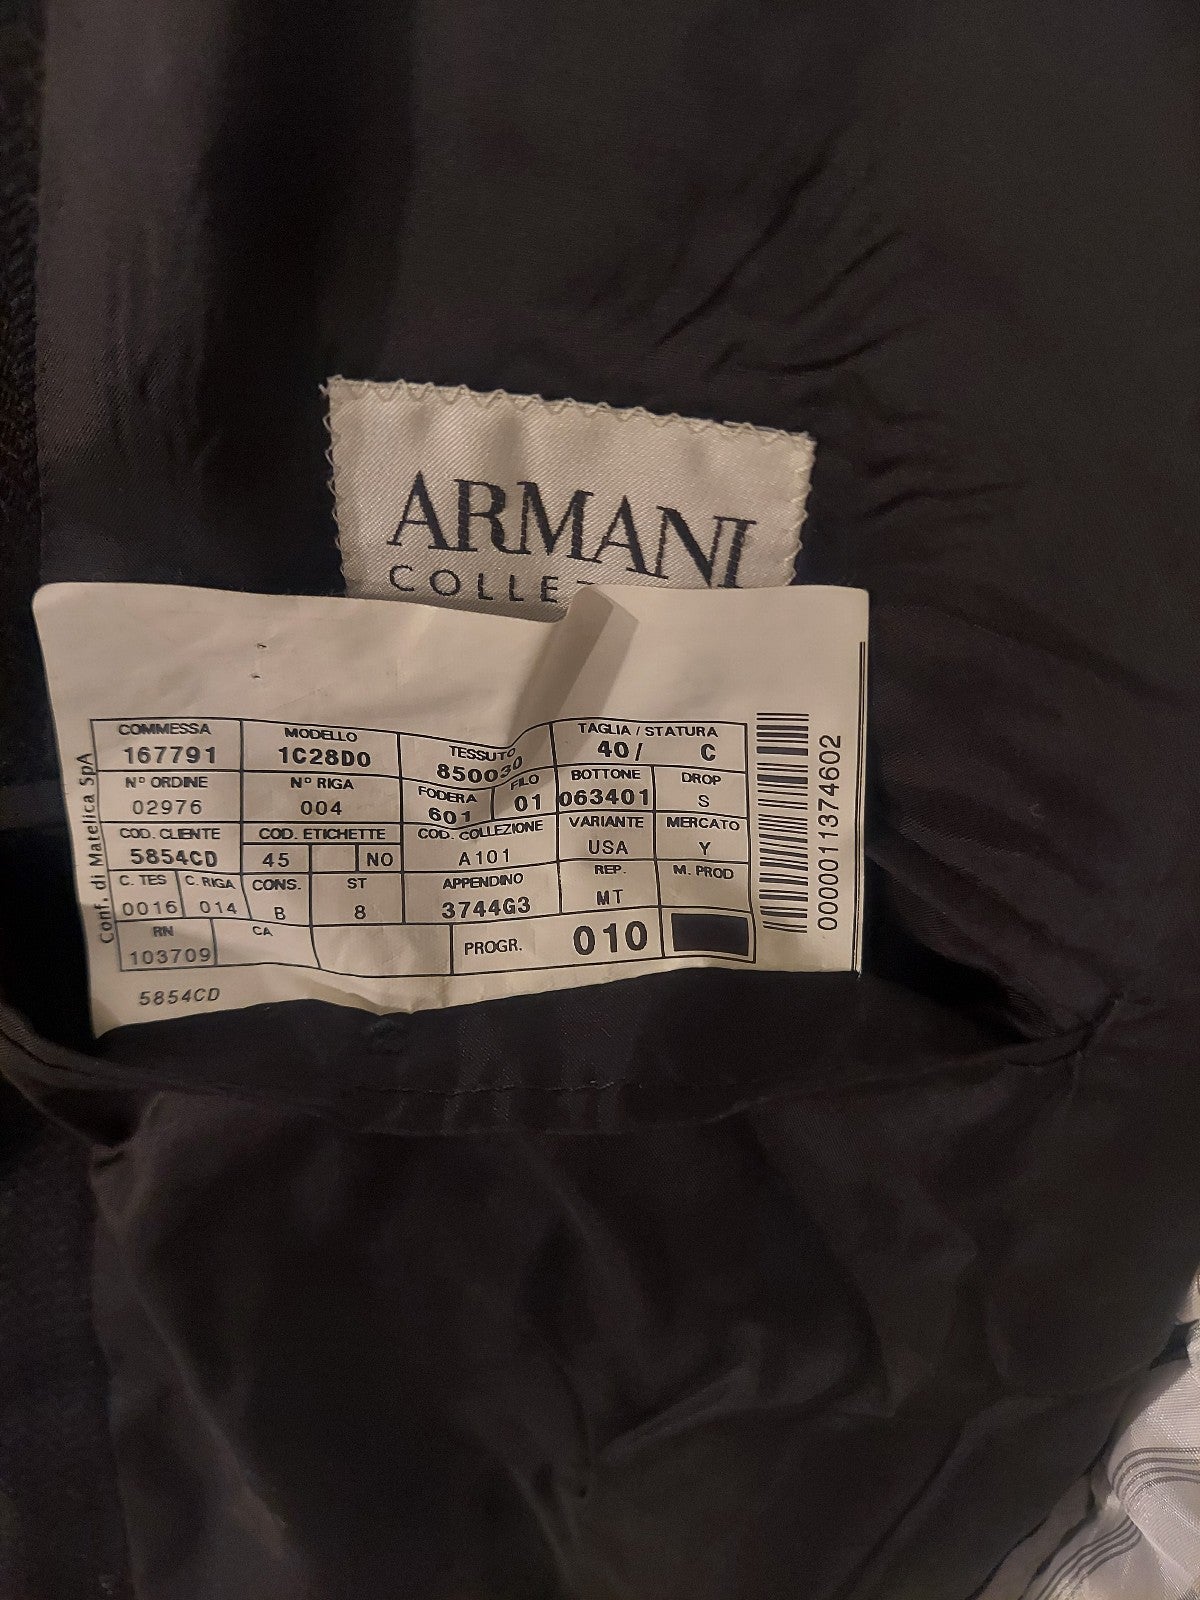 ARMANI
COLLE
COMMESSA MODELLO TESSUTO TAGLIA / STATURA
167791 1C28D0 850030 40/ C
Nº ORDINE Nº RIGA FODERA FILO BOTTONE DROP
02976 004 601 01 063401 S
COD. CLIENTE COD. ETICHETTE COD. COLLEZIONE VARIANTE MERCATO
5854CD 45 NO A101 USA Y
C. TES C. RIGA CONS. ST APPENDINO REP. M. PROD
0016 014 B 8 3744G3 MT
RN CA PROGR. 010
103709
5854CD
Conf. di Matelica SpA
0000011374602